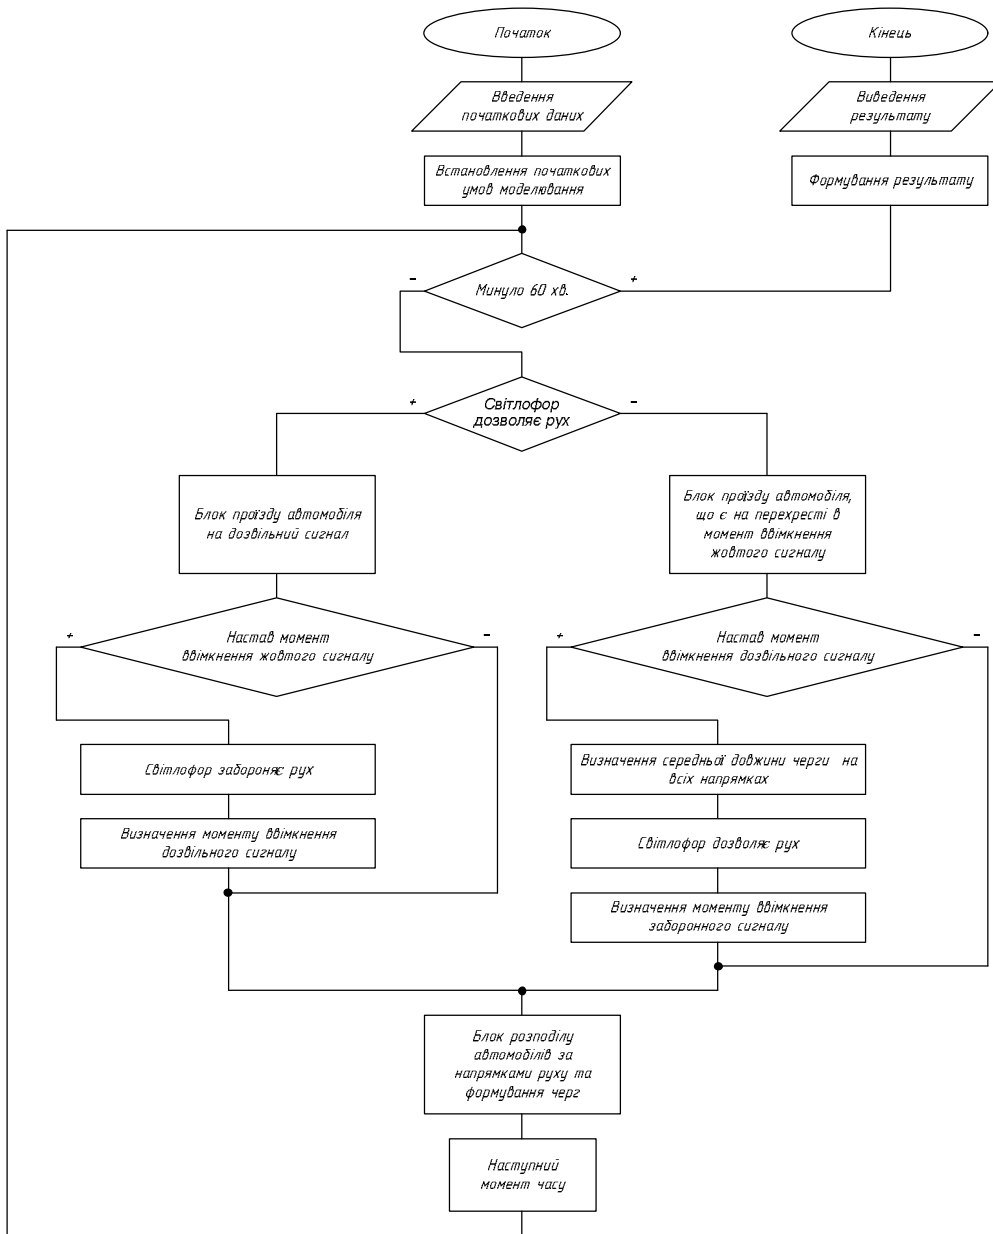 Початок
Кінець
Введення
початкових даних
Виведення
результату
Встановлення початкових
умов моделювання
Формування результату
-
Минуло 60 хв.
+
+
Світлофор
дозволяє рух
-
Блок проїзду автомобіля
на дозвільний сигнал
Блок проїзду автомобіля,
що є на перехресті в
момент ввімкнення
жовтого сигналу
+
Настав момент
ввімкнення жовтого сигналу
-
+
Настав момент
ввімкнення дозвільного сигналу
-
Світлофор забороняє рух
Визначення моменту ввімкнення
дозвільного сигналу
Визначення середньої довжини черги на
всіх напрямках
Світлофор дозволяє рух
Визначення моменту ввімкнення
заборонного сигналу
Блок розподілу
автомобілів за
напрямками руху та
формування черг
Наступний
момент часу